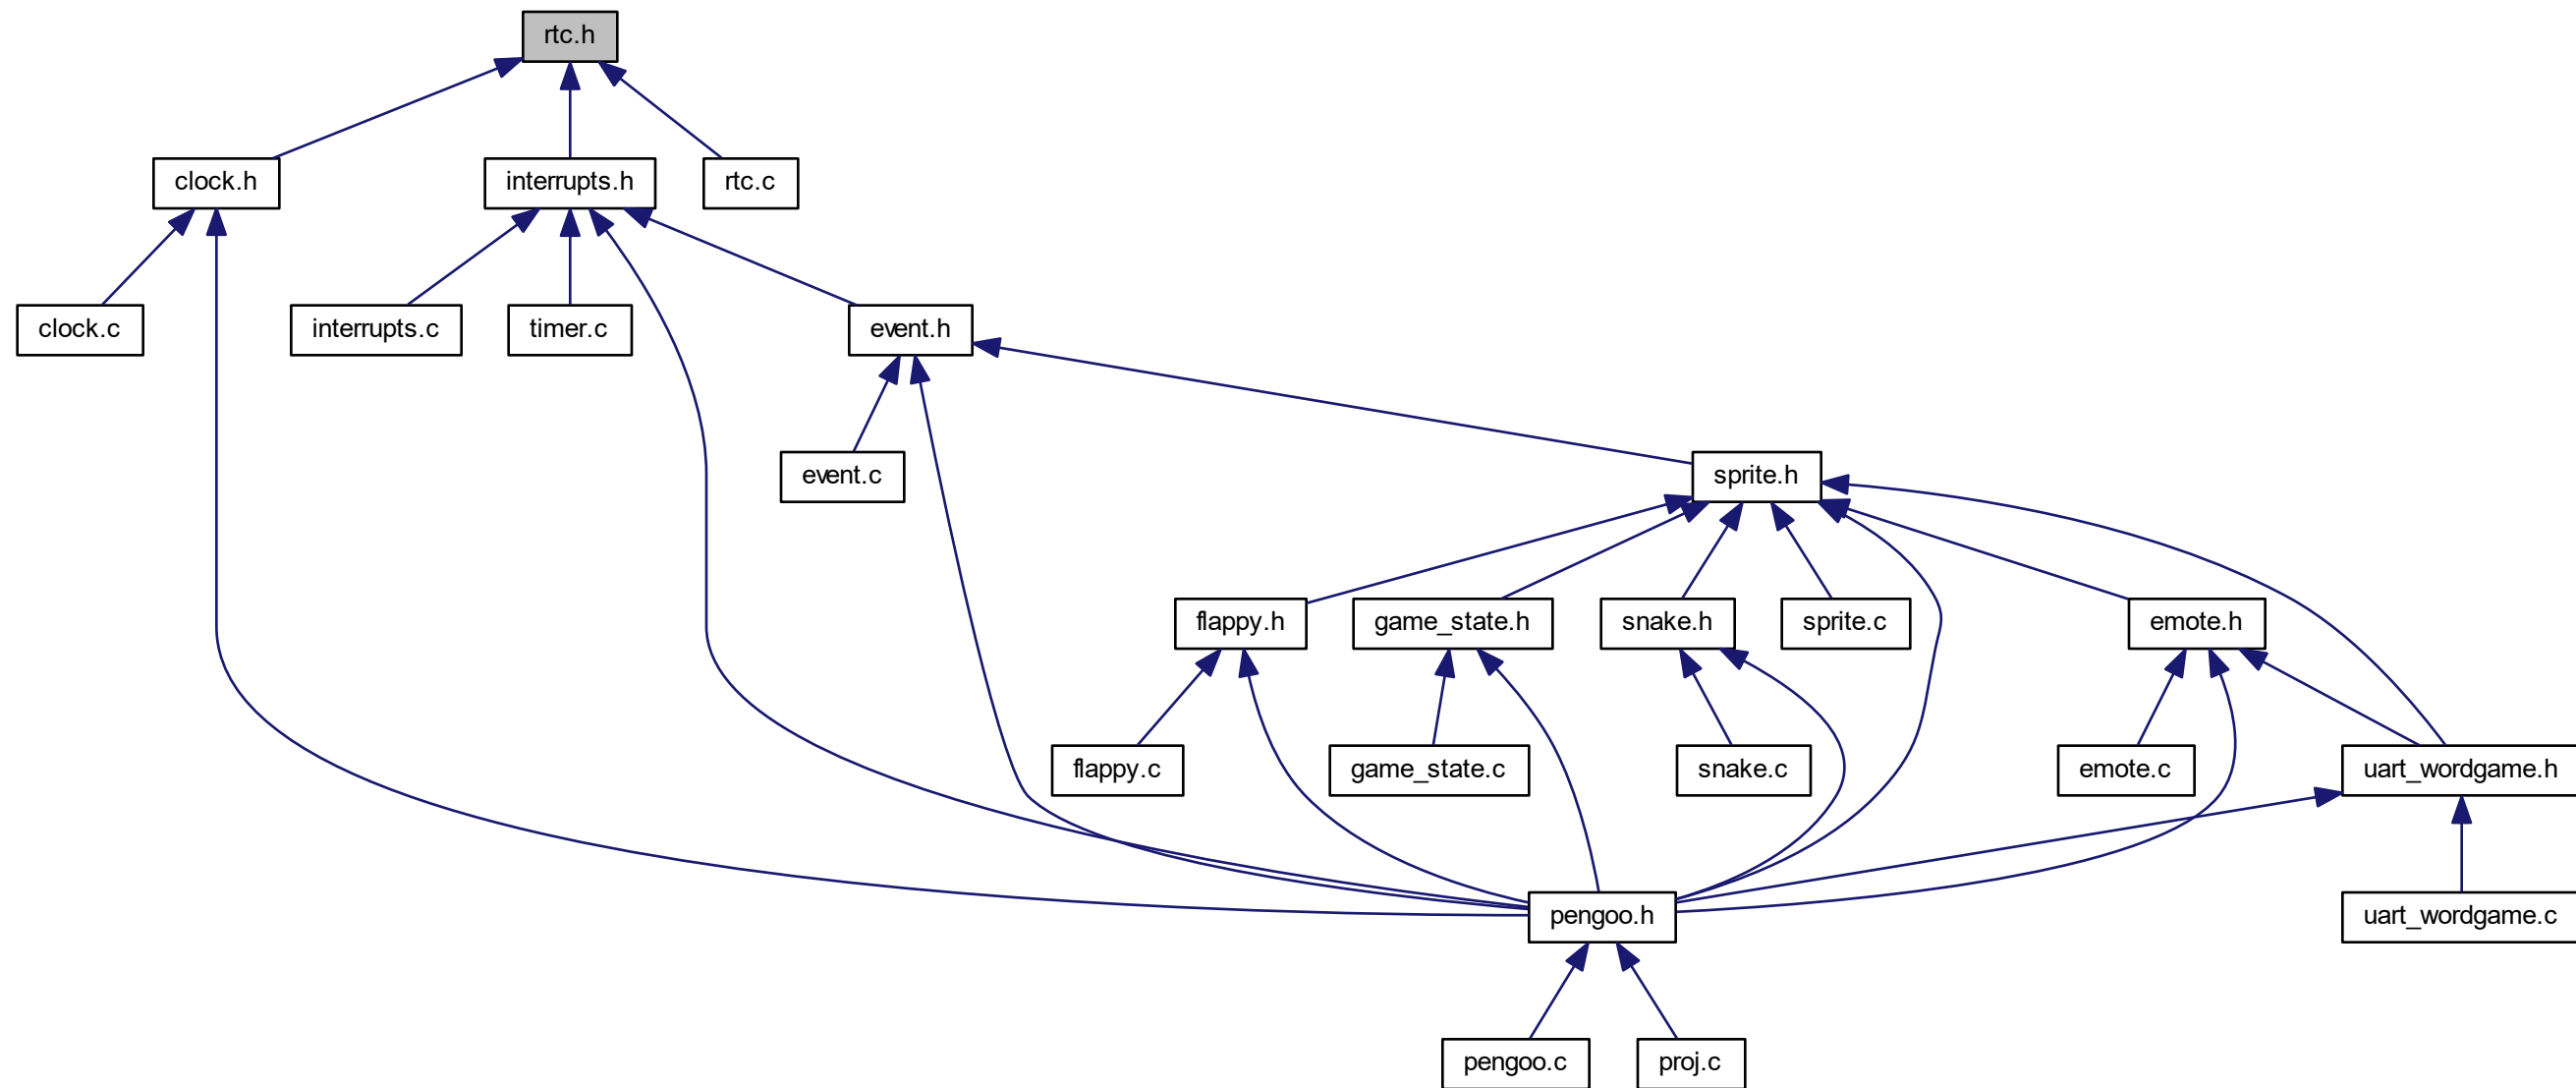 rtc.h
clock.h
interrupts.h
rtc.c
clock.c
interrupts.c
timer.c
event.h
event.c
sprite.h
flappy.h
game_state.h
snake.h
sprite.c
emote.h
flappy.c
game_state.c
snake.c
emote.c
uart_wordgame.h
pengoo.h
uart_wordgame.c
pengoo.c
proj.c